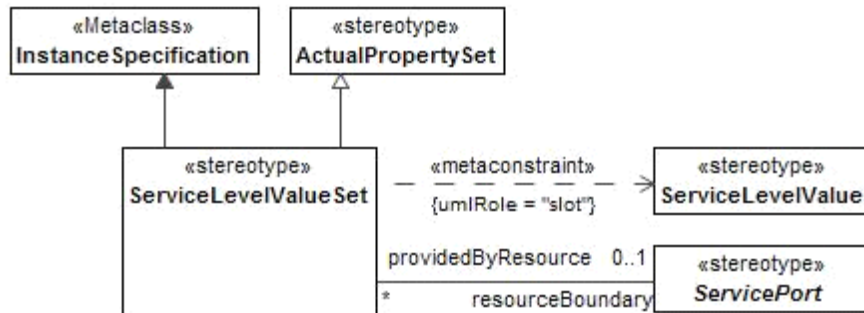 «Metaclass»
InstanceSpecification
«stereotype»
ActualPropertySet
«stereotype»
ServiceLevelValueSet
«metaconstraint»
{umlRole = "slot"}
«stereotype»
ServiceLevelValue
providedByResource 0..1
* resourceBoundary
«stereotype»
ServicePort